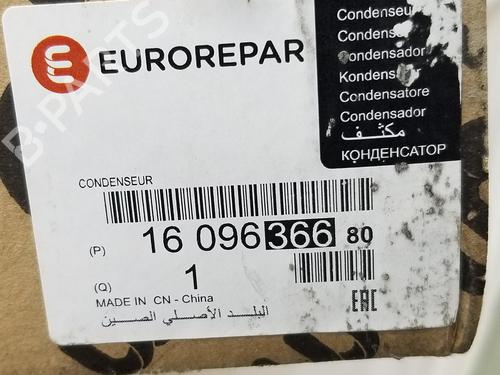 EUROREPAR
Condenseur
Condensador
Condensatore
Condensador
مكثف
КОНДЕНСАТОР
CONDENSEUR
(P) 16 096 366 80
(Q) 1
MADE IN CN - China
البلد الأصلي الصين
EAC
B-PARTS